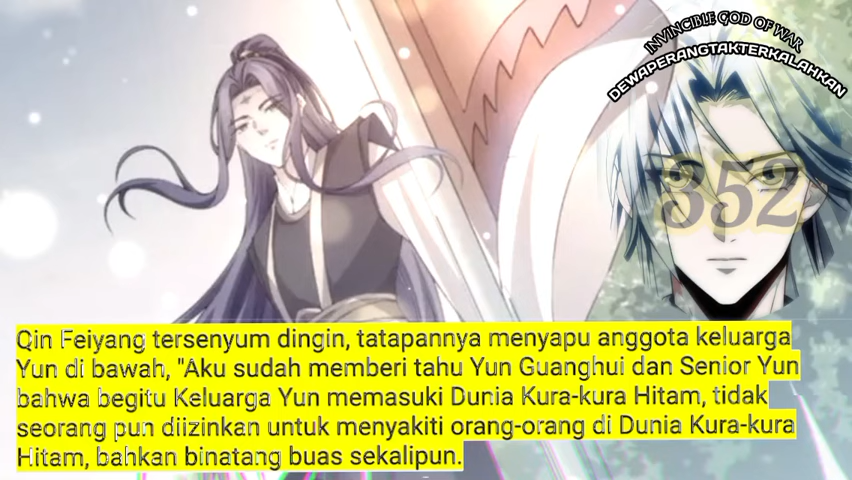 INVINCIBLE GOD OF WAR
DEWAPERANGTAKTERKALAHKAN
352
Qin Feiyang tersenyum dingin, tatapannya menyapu anggota keluarga
Yun di bawah, "Aku sudah memberi tahu Yun Guanghui dan Senior Yun
bahwa begitu Keluarga Yun memasuki Dunia Kura-kura Hitam, tidak
seorang pun diizinkan untuk menyakiti orang-orang di Dunia Kura-kura
Hitam, bahkan binatang buas sekalipun.